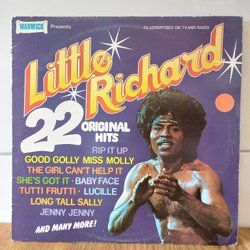 WARWICK Presents
AS ADVERTISED ON TV AND RADIO
Little
Richard
22 ORIGINAL
HITS
RIP IT UP
GOOD GOLLY MISS MOLLY
THE GIRL CAN'T HELP IT
SHE'S GOT IT · BABY FACE
TUTTI FRUTTI · LUCILLE
LONG TALL SALLY
JENNY JENNY
AND MANY MORE!